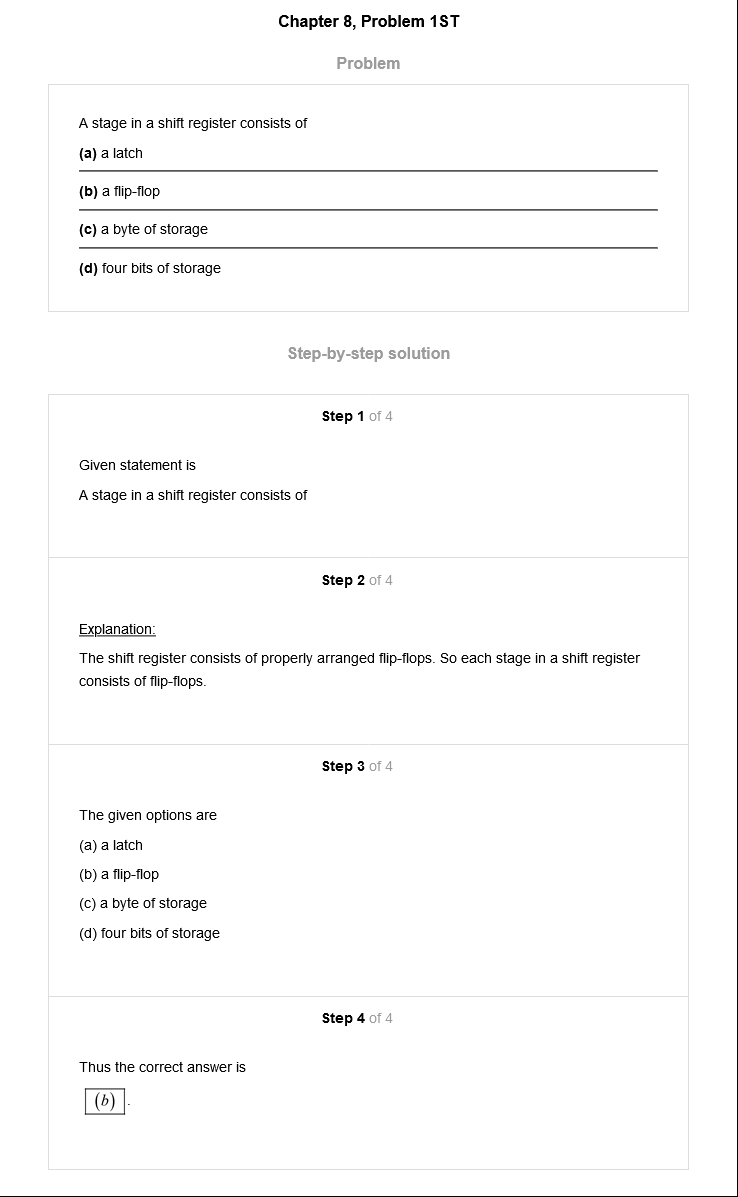 Chapter 8, Problem 1ST
Problem
A stage in a shift register consists of
(a) a latch
(b) a flip-flop
(c) a byte of storage
(d) four bits of storage
Step-by-step solution
Step 1 of 4
Given statement is
A stage in a shift register consists of
Step 2 of 4
Explanation:
The shift register consists of properly arranged flip-flops. So each stage in a shift register
consists of flip-flops.
Step 3 of 4
The given options are
(a) a latch
(b) a flip-flop
(c) a byte of storage
(d) four bits of storage
Step 4 of 4
Thus the correct answer is
(b).